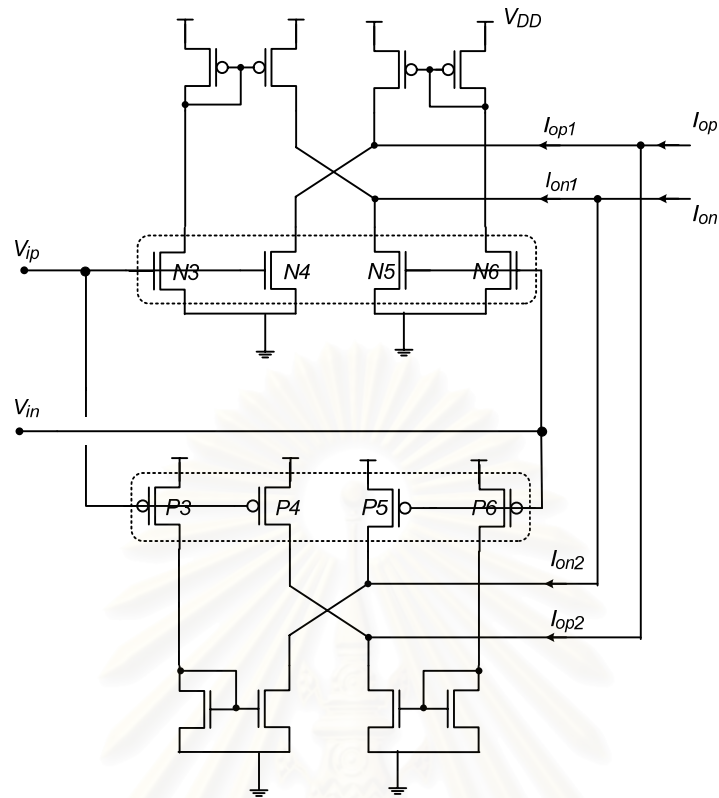 V_DD
I_op1
I_op
I_on1
I_on
V_ip
N3
N4
N5
N6
V_in
P3
P4
P5
P6
I_on2
I_op2